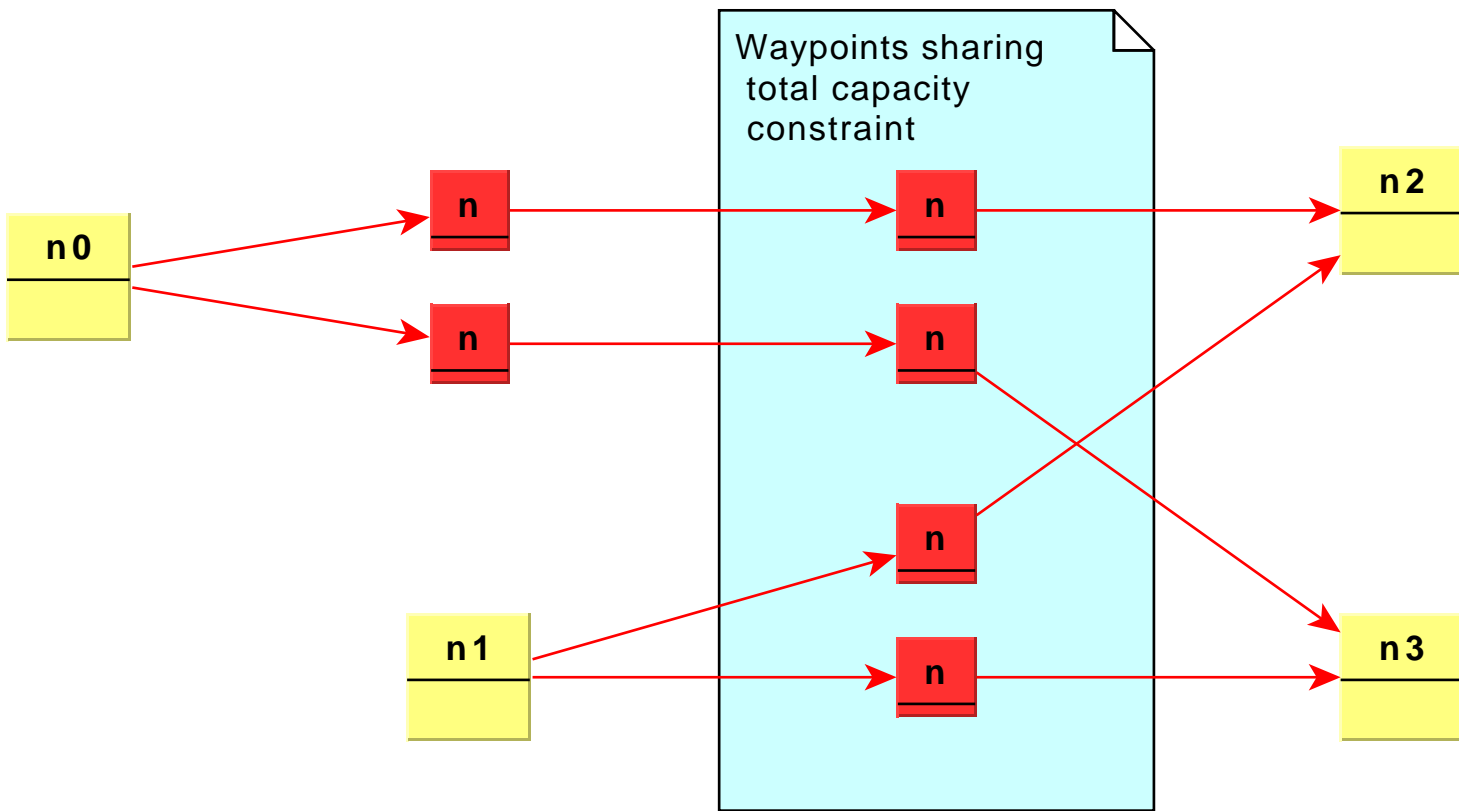 Waypoints sharing
total capacity
constraint
n0
n
n
n
n
n
n
n1
n2
n3